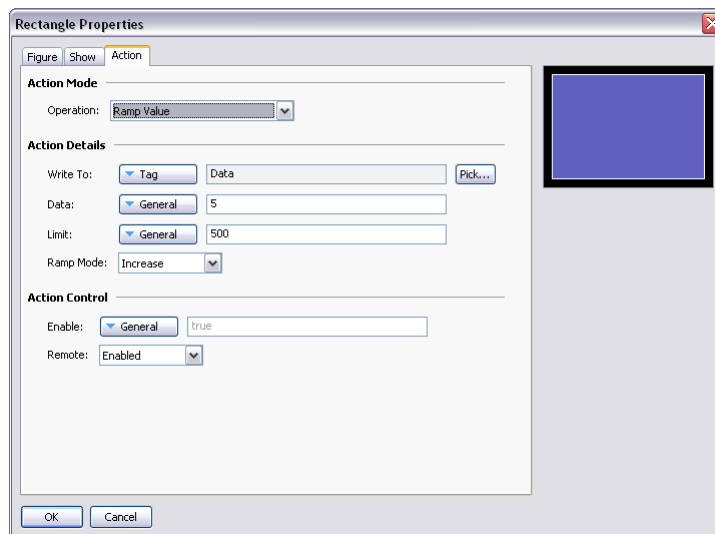 Rectangle Properties
Figure Show Action
Action Mode
Operation: Ramp Value
Action Details
Write To: Tag Data Pick...
Data: General 5
Limit: General 500
Ramp Mode: Increase
Action Control
Enable: General true
Remote: Enabled
OK Cancel